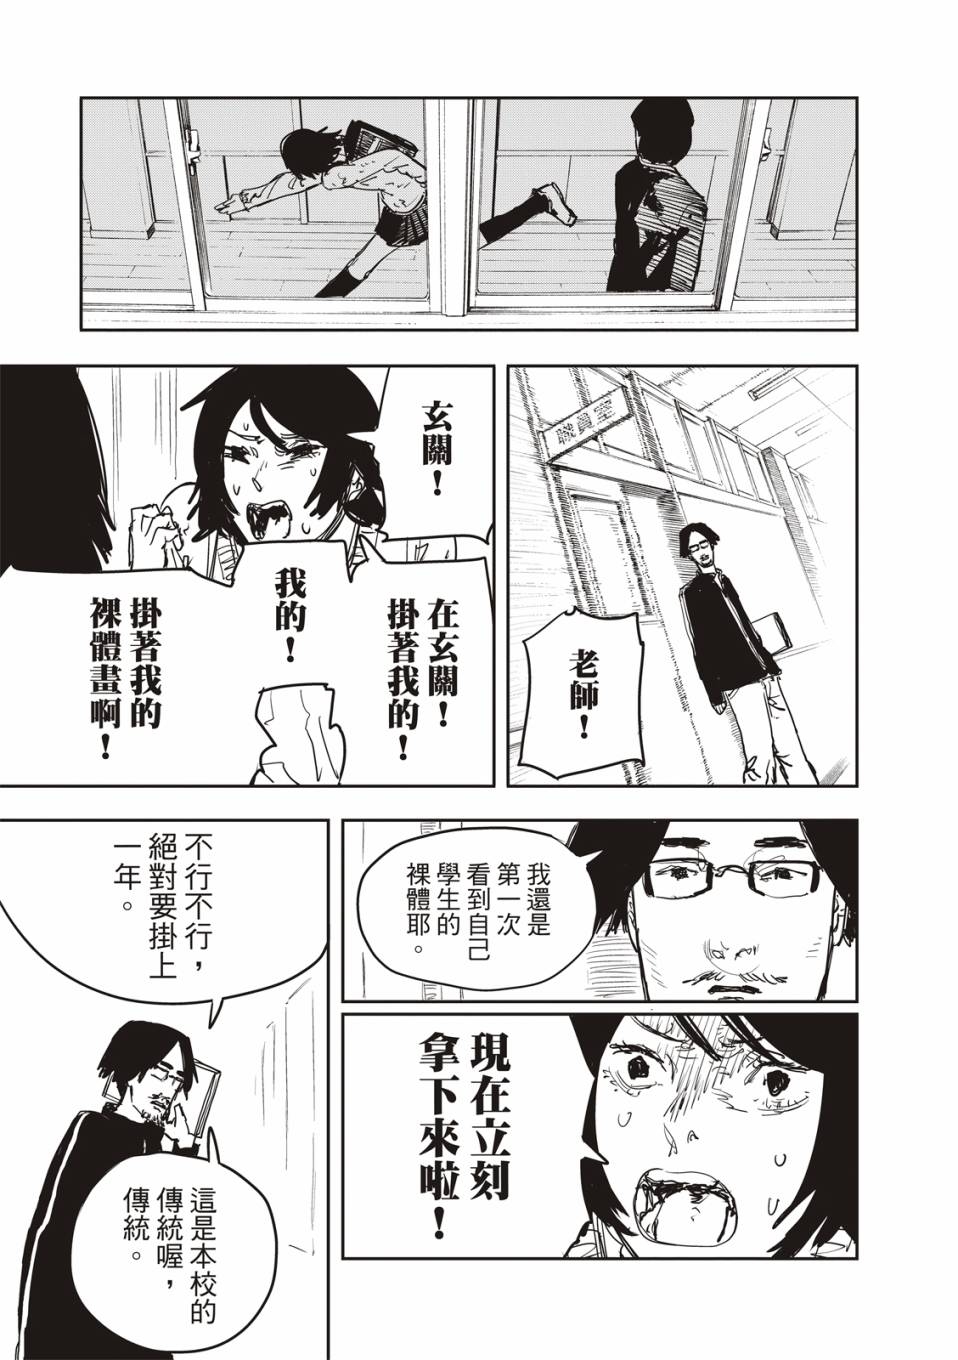 職員室
老師！
玄關！
在玄關！
掛著我的！
我的！
掛著我的
裸體畫啊！
我還是
第一次
看到自己
學生的
裸體耶。
現在立刻
拿下來啦！
不行不行，
絕對要掛上
一年。
這是本校的
傳統喔，
傳統。